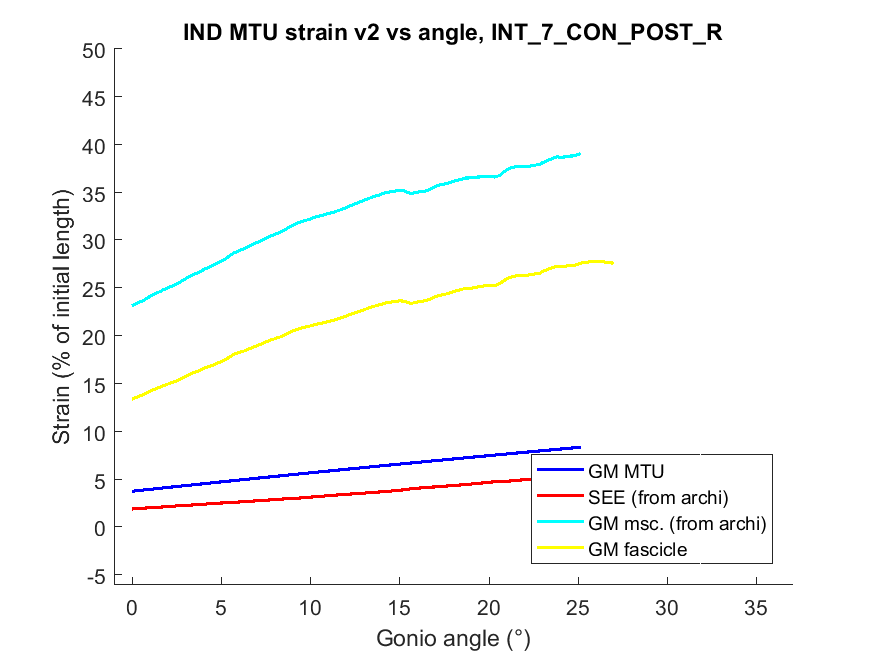 IND MTU strain v2 vs angle, INT_7_CON_POST_R
50
45
40
35
30
25
20
15
10
5
0
-5
Strain (% of initial length)
GM MTU
SEE (from archi)
GM msc. (from archi)
GM fascicle
0 5 10 15 20 25 30 35
Gonio angle (°)